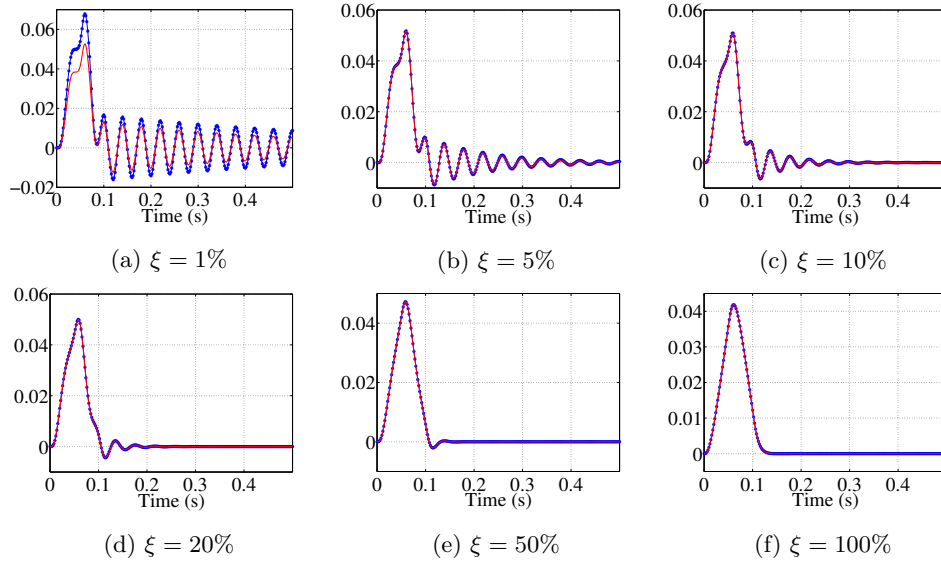 0.06
0.04
0.02
0
−0.02
0 0.1 0.2 0.3 0.4
Time (s)
(a) ξ = 1%
0.06
0.04
0.02
0
0 0.1 0.2 0.3 0.4
Time (s)
(b) ξ = 5%
0.06
0.04
0.02
0
0 0.1 0.2 0.3 0.4
Time (s)
(c) ξ = 10%
0.06
0.04
0.02
0
0 0.1 0.2 0.3 0.4
Time (s)
(d) ξ = 20%
0.04
0.02
0
0 0.1 0.2 0.3 0.4
Time (s)
(e) ξ = 50%
0.04
0.03
0.02
0.01
0
0 0.1 0.2 0.3 0.4
Time (s)
(f) ξ = 100%